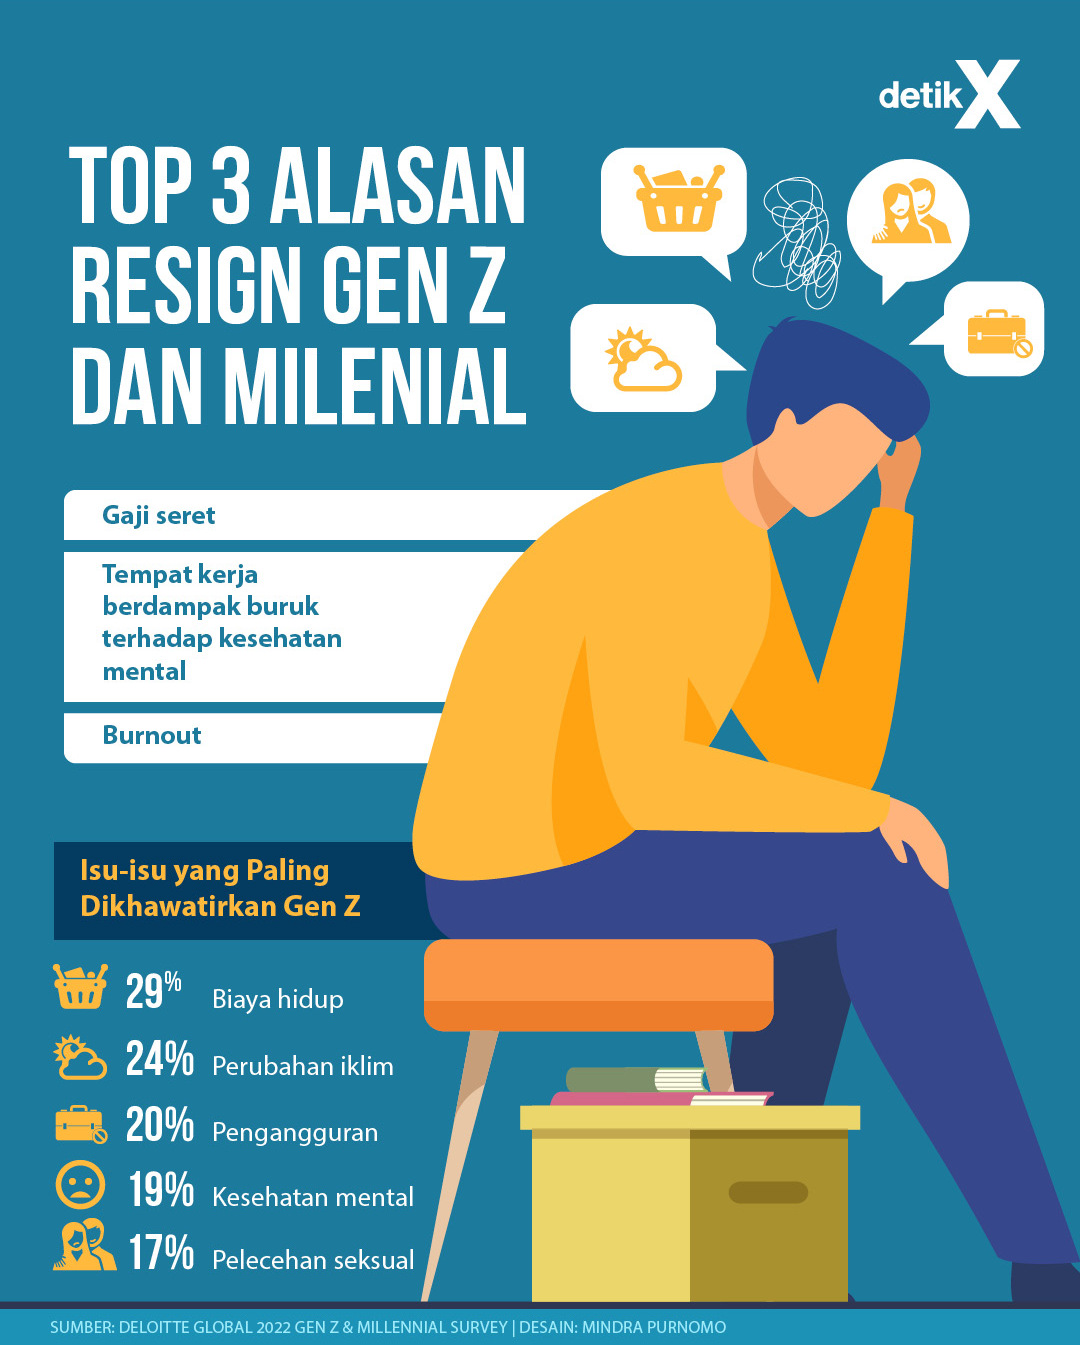 detikX
TOP 3 ALASAN
RESIGN GEN Z
DAN MILENIAL
Gaji seret
Tempat kerja
berdampak buruk
terhadap kesehatan
mental
Burnout
Isu-isu yang Paling
Dikhawatirkan Gen Z
29% Biaya hidup
24% Perubahan iklim
20% Pengangguran
19% Kesehatan mental
17% Pelecehan seksual
SUMBER: DELOITTE GLOBAL 2022 GEN Z & MILLENNIAL SURVEY | DESAIN: MINDRA PURNOMO